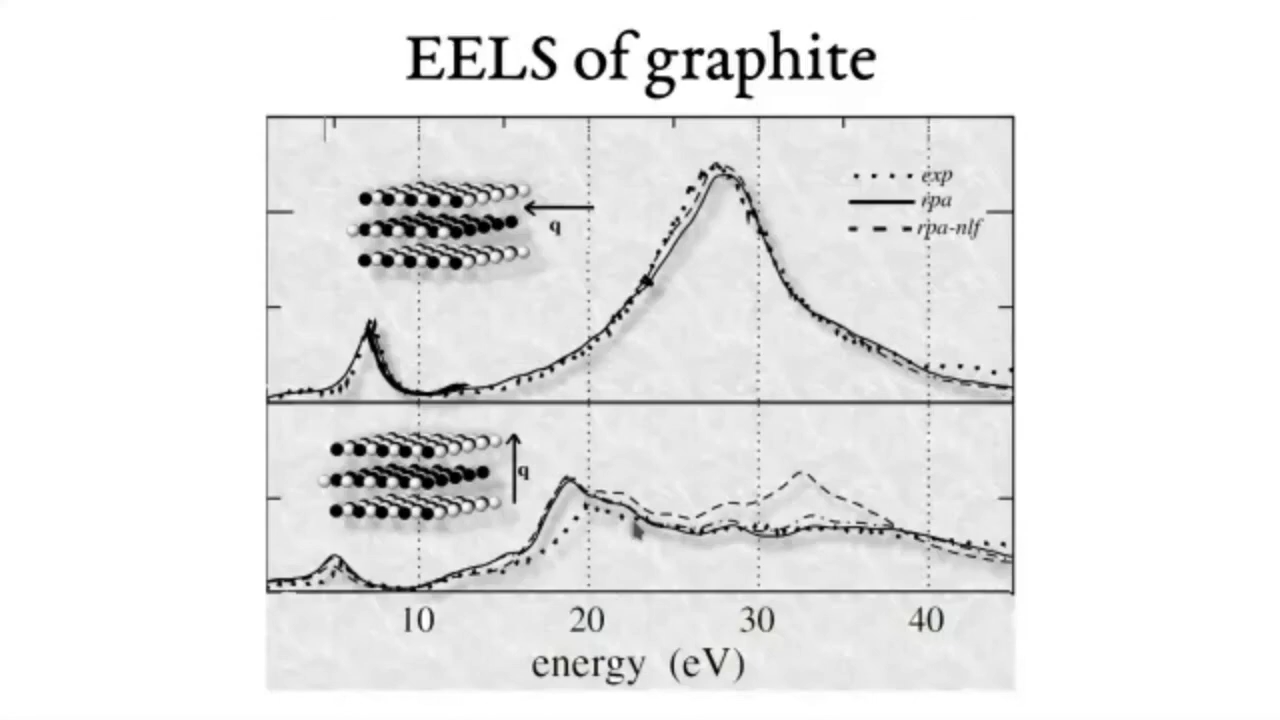 EELS of graphite
exp
rpa
rpa-nlf
q
q
10 20 30 40
energy (eV)